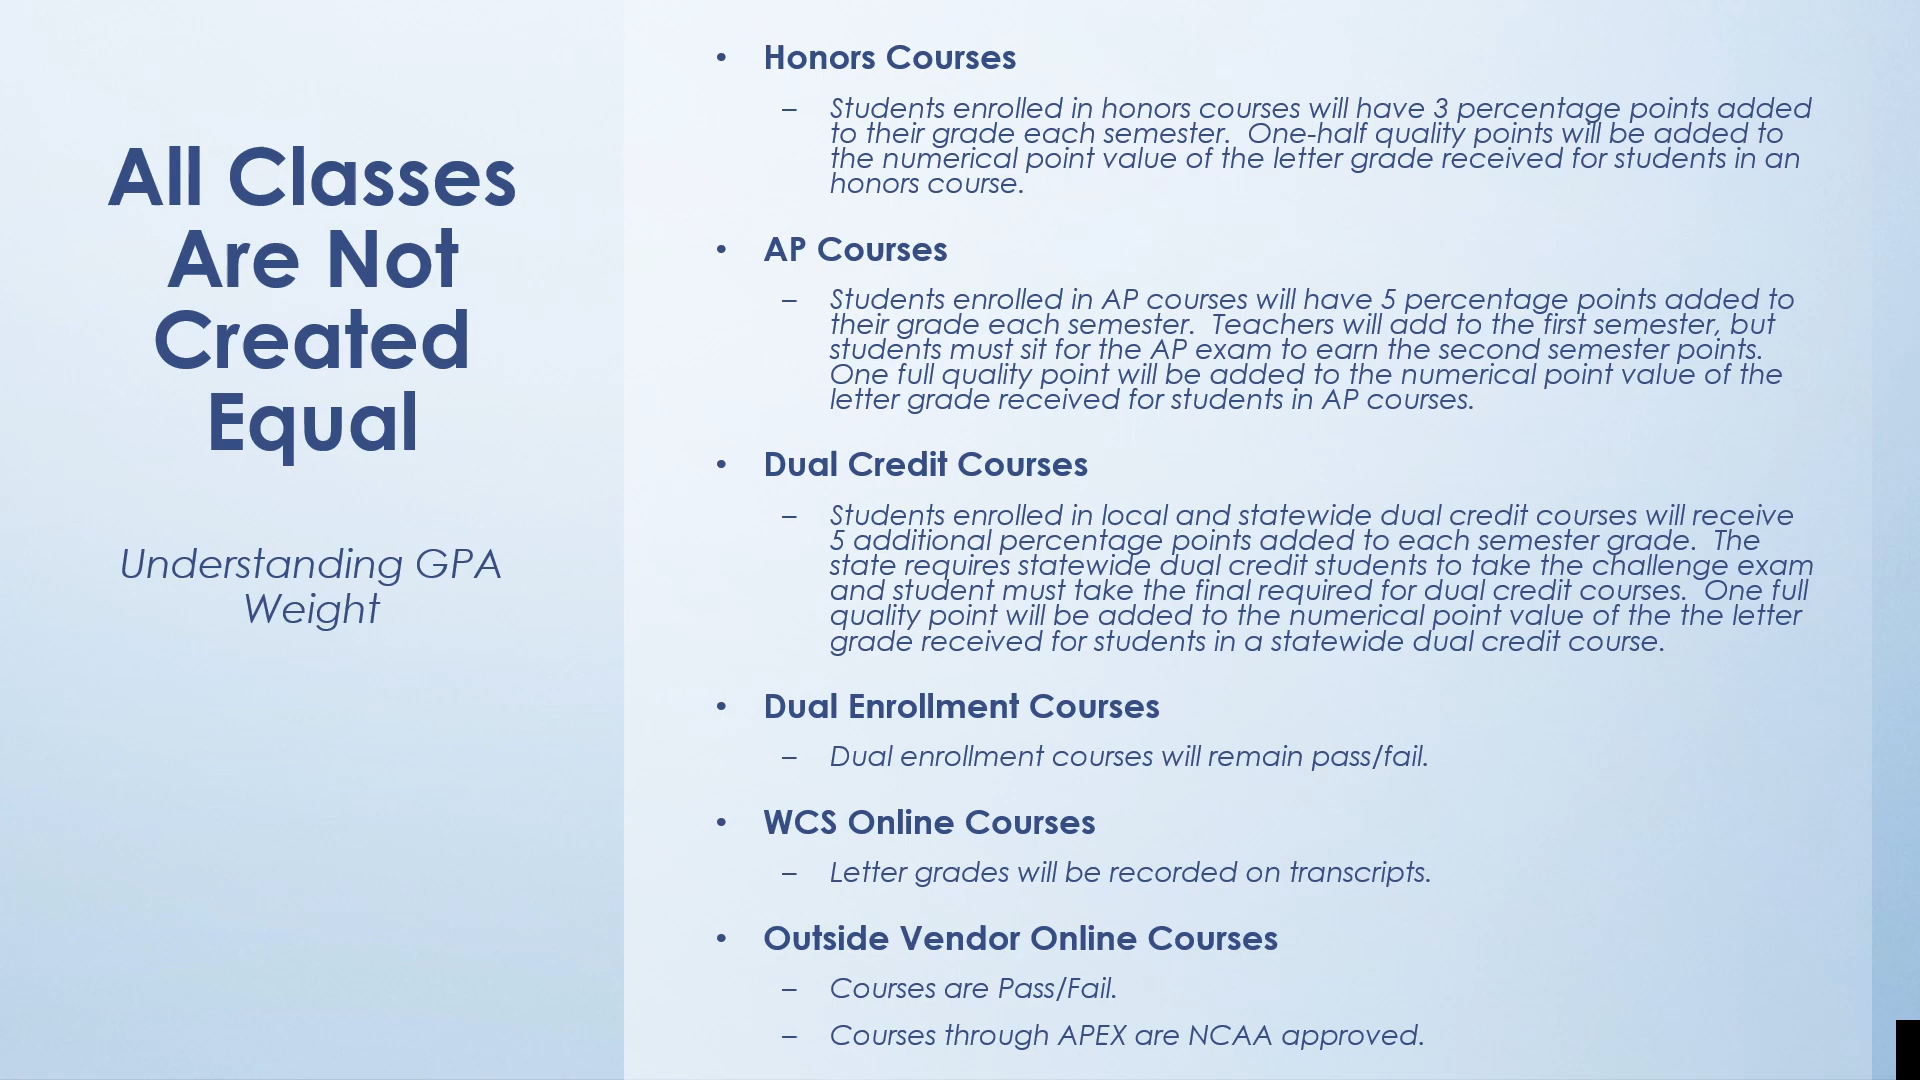 All Classes
Are Not
Created
Equal
Understanding GPA
Weight
• Honors Courses
– Students enrolled in honors courses will have 3 percentage points added
to their grade each semester.  One-half quality points will be added to
the numerical point value of the letter grade received for students in an
honors course.
• AP Courses
– Students enrolled in AP courses will have 5 percentage points added to
their grade each semester.  Teachers will add to the first semester, but
students must sit for the AP exam to earn the second semester points.
One full quality point will be added to the numerical point value of the
letter grade received for students in AP courses.
• Dual Credit Courses
– Students enrolled in local and statewide dual credit courses will receive
5 additional percentage points added to each semester grade.  The
state requires statewide dual credit students to take the challenge exam
and student must take the final required for dual credit courses.  One full
quality point will be added to the numerical point value of the the letter
grade received for students in a statewide dual credit course.
• Dual Enrollment Courses
– Dual enrollment courses will remain pass/fail.
• WCS Online Courses
– Letter grades will be recorded on transcripts.
• Outside Vendor Online Courses
– Courses are Pass/Fail.
– Courses through APEX are NCAA approved.